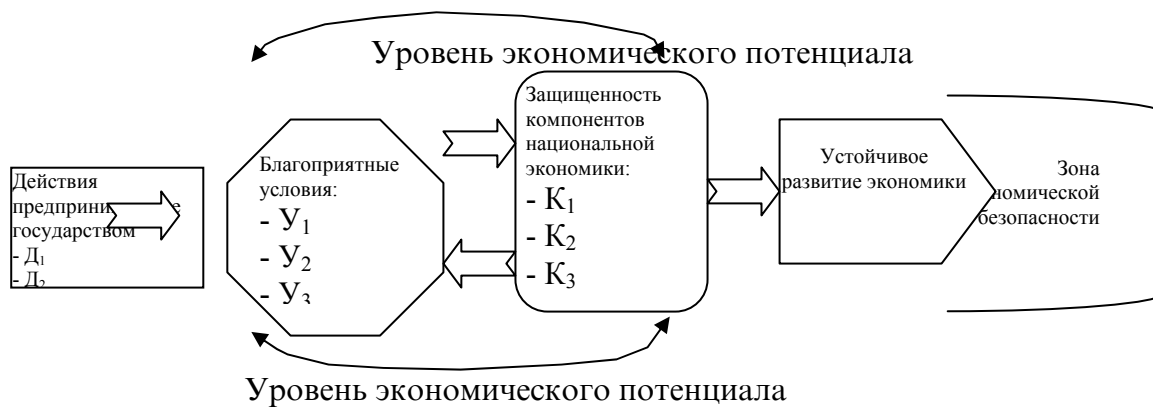 Уровень экономического потенциала
Действия
государством
- Д₁
- Д₂
Благоприятные
условия:
- У₁
- У₂
- У₃
Защищенность
компонентов
национальной
экономики:
- К₁
- К₂
- К₃
Устойчивое
развитие экономики
Зона
безопасности
Уровень экономического потенциала